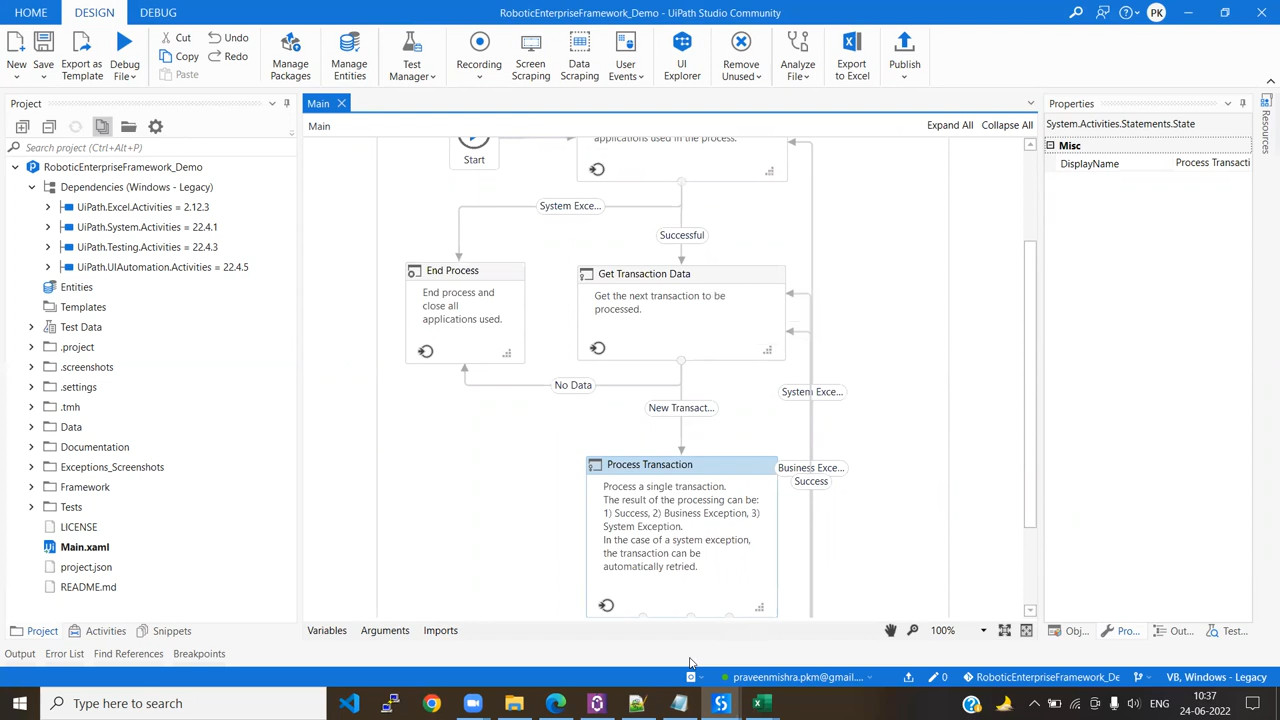 HOME
DESIGN
DEBUG
RoboticEnterpriseFramework_Demo - UiPath Studio Community
PK
New
Save
Export as Template
Debug File
Cut
Copy
Paste
Undo
Redo
Manage Packages
Manage Entities
Test Manager
Recording
Screen Scraping
Data Scraping
User Events
UI Explorer
Remove Unused
Analyze File
Export to Excel
Publish
Project
Search project (Ctrl+Alt+P)
RoboticEnterpriseFramework_Demo
Dependencies (Windows - Legacy)
UiPath.Excel.Activities = 2.12.3
UiPath.System.Activities = 22.4.1
UiPath.Testing.Activities = 22.4.3
UiPath.UIAutomation.Activities = 22.4.5
Entities
Templates
Test Data
.project
.screenshots
.settings
.tmh
Data
Documentation
Exceptions_Screenshots
Framework
Tests
LICENSE
Main.xaml
project.json
README.md
Project
Activities
Snippets
Main
Main
Expand All
Collapse All
Start
applications used in the process.
System Exce...
Successful
End Process
End process and
close all
applications used.
Get Transaction Data
Get the next transaction to be
processed.
No Data
New Transact...
System Exce...
Business Exce...
Success
Process Transaction
Process a single transaction.
The result of the processing can be:
1) Success, 2) Business Exception, 3)
System Exception.
In the case of a system exception,
the transaction can be
automatically retried.
Variables
Arguments
Imports
100%
Properties
System.Activities.Statements.State
Misc
DisplayName
Process Transacti
Resources
Obj...
Pro...
Out...
Test...
Output
Error List
Find References
Breakpoints
praveenmishra.pkm@gmail....
0
RoboticEnterpriseFramework_De
VB, Windows - Legacy
Type here to search
ENG
10:37
24-06-2022